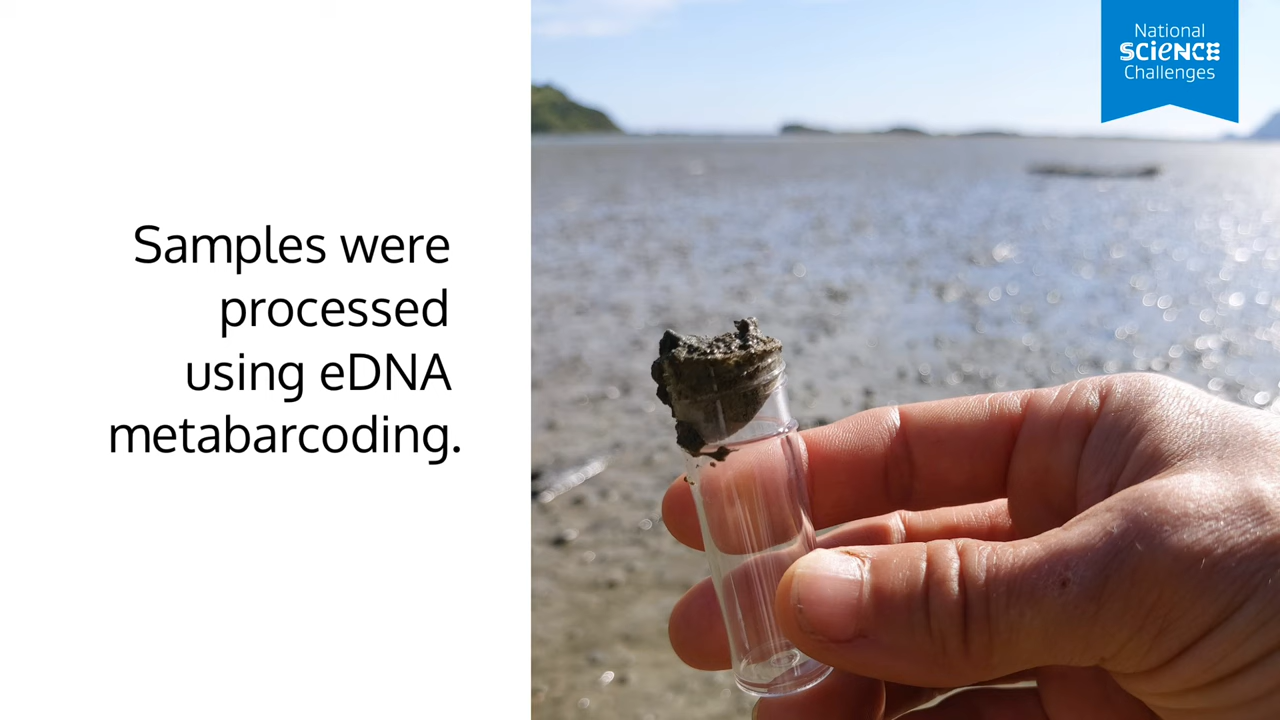 Samples were
processed
using eDNA
metabarcoding.
National
SCIENCE
Challenges